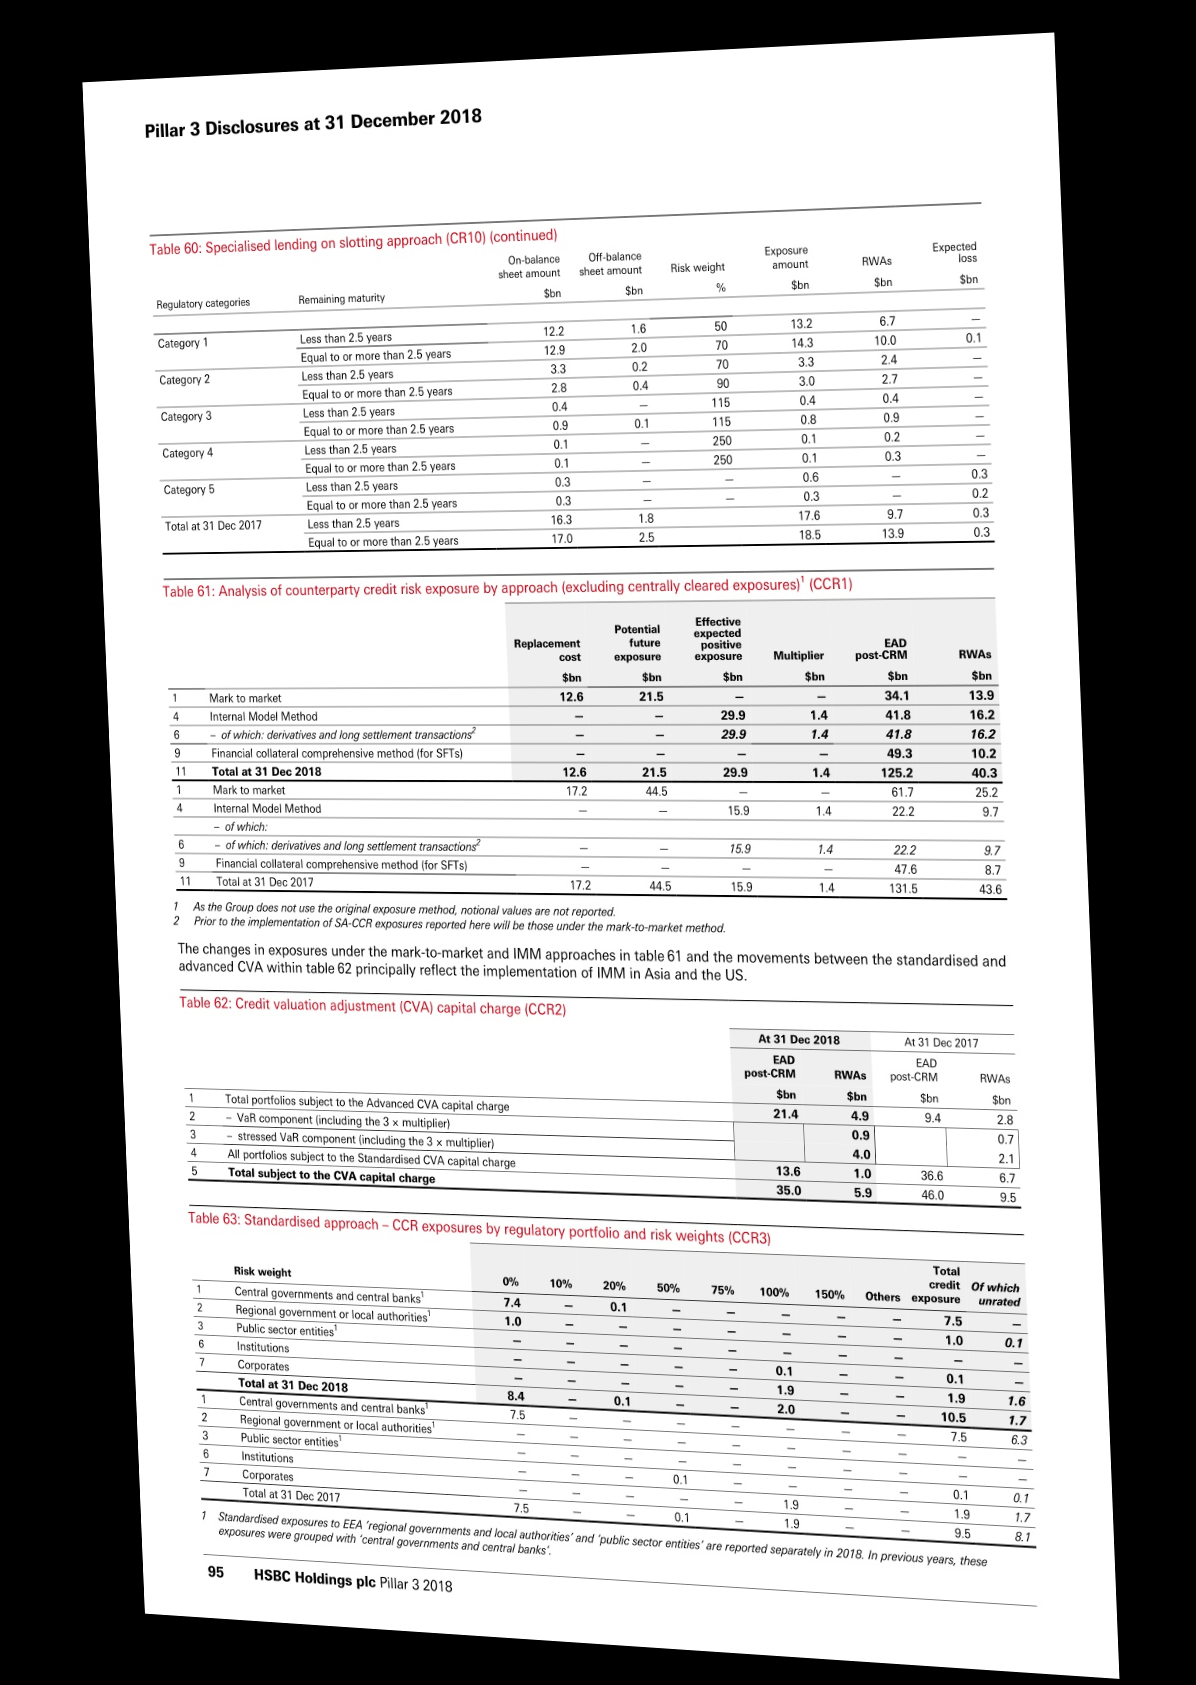 Pillar 3 Disclosures at 31 December 2018
Table 60: Specialised lending on slotting approach (CR10) (continued)
On-balance sheet amount Off-balance sheet amount Risk weight Exposure amount RWAs Expected loss
Regulatory categories Remaining maturity $bn $bn % $bn $bn $bn
Category 1 Less than 2.5 years 12.2 1.6 50 13.2 6.7 –
Equal to or more than 2.5 years 12.9 2.0 70 14.3 10.0 0.1
Category 2 Less than 2.5 years 3.3 0.2 70 3.3 2.4 –
Equal to or more than 2.5 years 2.8 0.4 90 3.0 2.7 –
Category 3 Less than 2.5 years 0.4 – 115 0.4 0.4 –
Equal to or more than 2.5 years 0.9 0.1 115 0.8 0.9 –
Category 4 Less than 2.5 years 0.1 – 250 0.1 0.2 –
Equal to or more than 2.5 years 0.1 – 250 0.1 0.3 –
Category 5 Less than 2.5 years 0.3 – – 0.6 – 0.3
Equal to or more than 2.5 years 0.3 – – 0.3 – 0.2
Total at 31 Dec 2017 Less than 2.5 years 16.3 1.8 17.6 9.7 0.3
Equal to or more than 2.5 years 17.0 2.5 18.5 13.9 0.3
Table 61: Analysis of counterparty credit risk exposure by approach (excluding centrally cleared exposures)¹ (CCR1)
Replacement cost Potential future exposure Effective expected positive exposure Multiplier EAD post-CRM RWAs
$bn $bn $bn $bn $bn $bn
1 Mark to market 12.6 21.5 – – 34.1 13.9
4 Internal Model Method – – 29.9 1.4 41.8 16.2
6 – of which: derivatives and long settlement transactions² – – 29.9 1.4 41.8 16.2
9 Financial collateral comprehensive method (for SFTs) – – – – 49.3 10.2
11 Total at 31 Dec 2018 12.6 21.5 29.9 1.4 125.2 40.3
1 Mark to market 17.2 44.5 – – 61.7 25.2
4 Internal Model Method – – 15.9 1.4 22.2 9.7
– of which:
6 – of which: derivatives and long settlement transactions² – – 15.9 1.4 22.2 9.7
9 Financial collateral comprehensive method (for SFTs) – – – – 47.6 8.7
11 Total at 31 Dec 2017 17.2 44.5 15.9 1.4 131.5 43.6
1 As the Group does not use the original exposure method, notional values are not reported.
2 Prior to the implementation of SA-CCR exposures reported here will be those under the mark-to-market method.
The changes in exposures under the mark-to-market and IMM approaches in table 61 and the movements between the standardised and
advanced CVA within table 62 principally reflect the implementation of IMM in Asia and the US.
Table 62: Credit valuation adjustment (CVA) capital charge (CCR2)
At 31 Dec 2018 At 31 Dec 2017
EAD post-CRM RWAs EAD post-CRM RWAs
$bn $bn $bn $bn
1 Total portfolios subject to the Advanced CVA capital charge 21.4 4.9 9.4 2.8
2 – VaR component (including the 3 × multiplier) 0.9 0.7
3 – stressed VaR component (including the 3 × multiplier) 4.0 2.1
4 All portfolios subject to the Standardised CVA capital charge 13.6 1.0 36.6 6.7
5 Total subject to the CVA capital charge 35.0 5.9 46.0 9.5
Table 63: Standardised approach – CCR exposures by regulatory portfolio and risk weights (CCR3)
Risk weight 0% 10% 20% 50% 75% 100% 150% Others Total credit exposure Of which unrated
1 Central governments and central banks¹ 7.4 – 0.1 – – – – – 7.5 –
2 Regional government or local authorities¹ 1.0 – – – – – – – 1.0 0.1
3 Public sector entities¹ – – – – – – – – – –
6 Institutions – – – – – 0.1 – – 0.1 –
7 Corporates – – – – – 1.9 – – 1.9 1.6
Total at 31 Dec 2018 8.4 – 0.1 – – 2.0 – – 10.5 1.7
1 Central governments and central banks¹ 7.5 – – – – – – – 7.5 6.3
2 Regional government or local authorities¹ – – – – – – – – – –
3 Public sector entities¹ – – – – – – – – – –
6 Institutions – – – 0.1 – – – – 0.1 0.1
7 Corporates – – – – – 1.9 – – 1.9 1.7
Total at 31 Dec 2017 7.5 – – 0.1 – 1.9 – – 9.5 8.1
1 Standardised exposures to EEA 'regional governments and local authorities' and 'public sector entities' are reported separately in 2018. In previous years, these
exposures were grouped with 'central governments and central banks'.
95 HSBC Holdings plc Pillar 3 2018